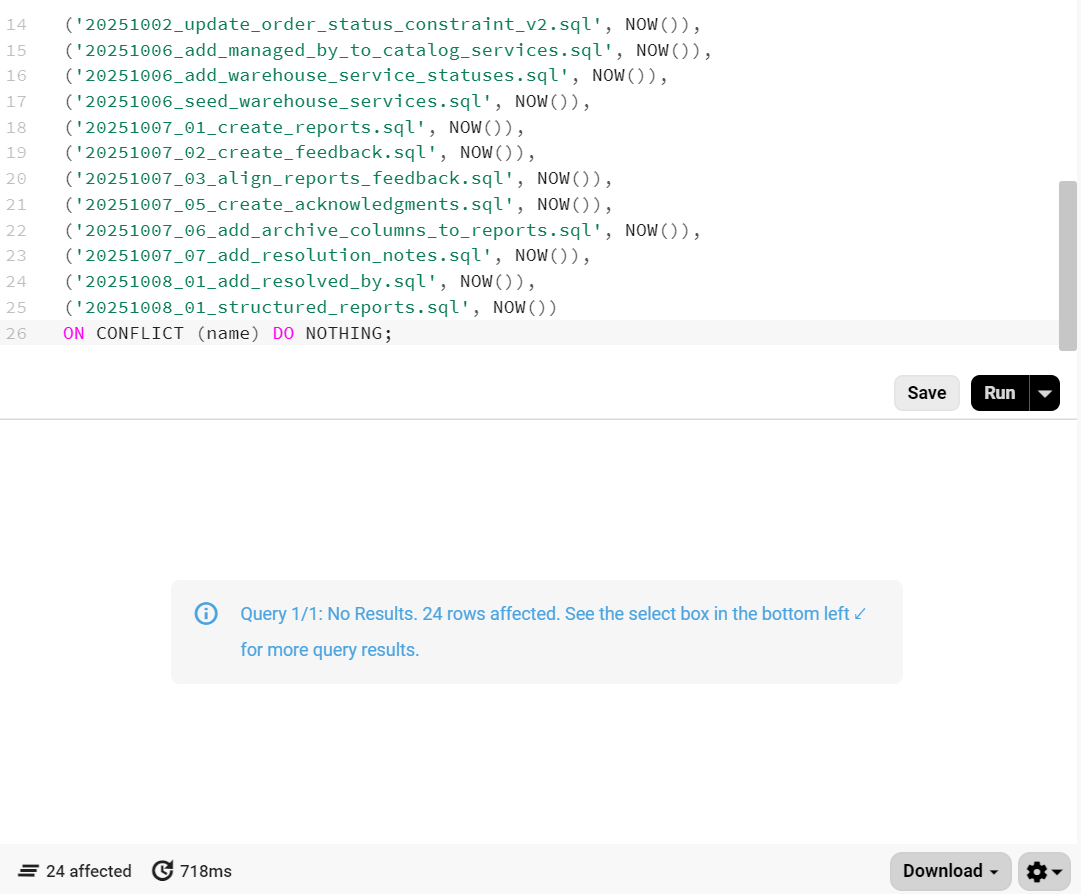 14 ('20251002_update_order_status_constraint_v2.sql', NOW()),
15 ('20251006_add_managed_by_to_catalog_services.sql', NOW()),
16 ('20251006_add_warehouse_service_statuses.sql', NOW()),
17 ('20251006_seed_warehouse_services.sql', NOW()),
18 ('20251007_01_create_reports.sql', NOW()),
19 ('20251007_02_create_feedback.sql', NOW()),
20 ('20251007_03_align_reports_feedback.sql', NOW()),
21 ('20251007_05_create_acknowledgments.sql', NOW()),
22 ('20251007_06_add_archive_columns_to_reports.sql', NOW()),
23 ('20251007_07_add_resolution_notes.sql', NOW()),
24 ('20251008_01_add_resolved_by.sql', NOW()),
25 ('20251008_01_structured_reports.sql', NOW())
26 ON CONFLICT (name) DO NOTHING;
Save Run
Query 1/1: No Results. 24 rows affected. See the select box in the bottom left ↙
for more query results.
24 affected 718ms Download